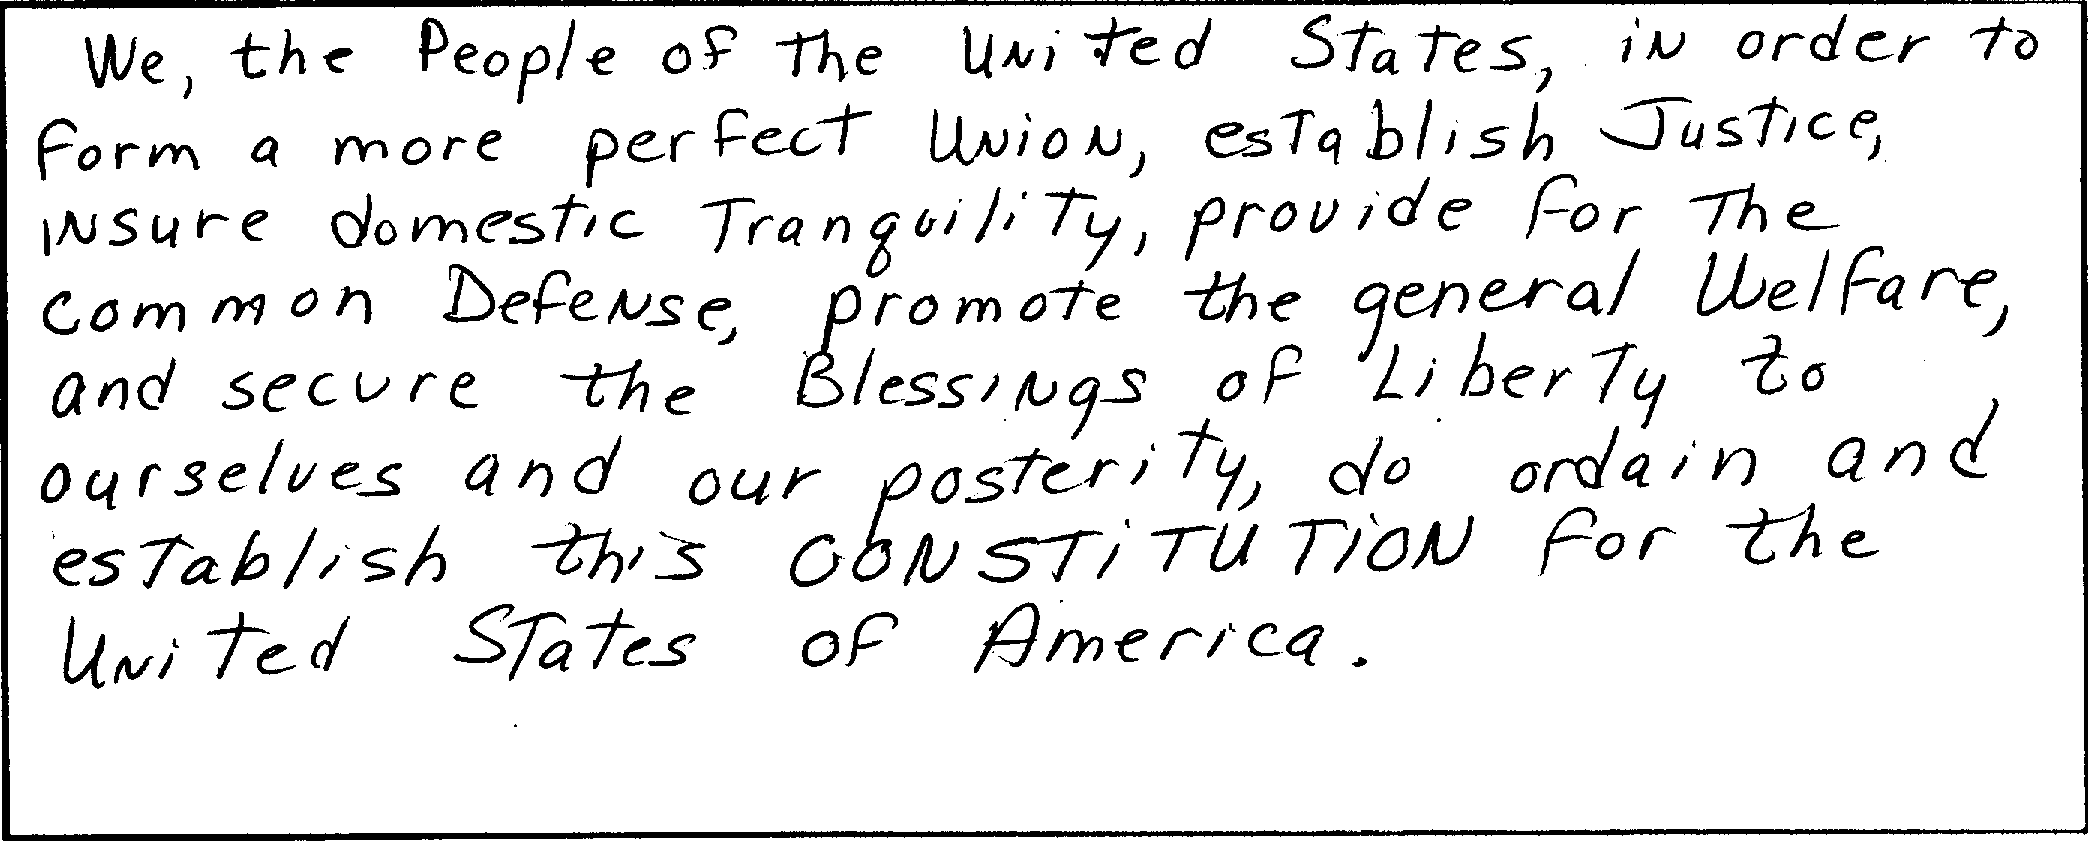 We, the People of the United States, in order to
form a more perfect Union, establish Justice,
insure domestic Tranquility, provide for the
common Defense, promote the general Welfare,
and secure the Blessings of Liberty to
ourselves and our posterity, do ordain and
establish this CONSTITUTION for the
United States of America.